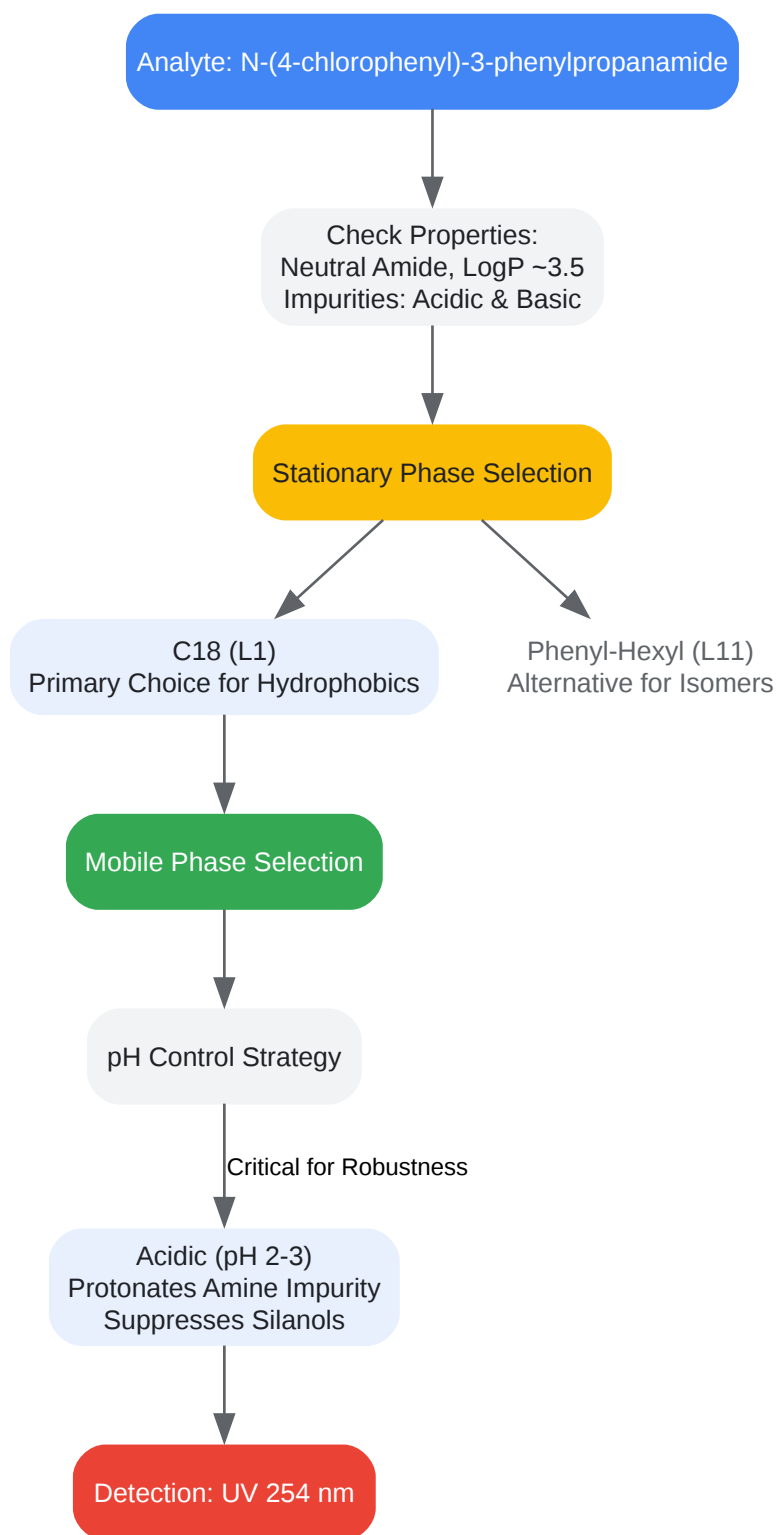 Analyte: N-(4-chlorophenyl)-3-phenylpropanamide
Check Properties:
Neutral Amide, LogP ~3.5
Impurities: Acidic & Basic
Stationary Phase Selection
C18 (L1)
Primary Choice for Hydrophobics
Phenyl-Hexyl (L11)
Alternative for Isomers
Mobile Phase Selection
pH Control Strategy
Critical for Robustness
Acidic (pH 2-3)
Protonates Amine Impurity
Suppresses Silanols
Detection: UV 254 nm